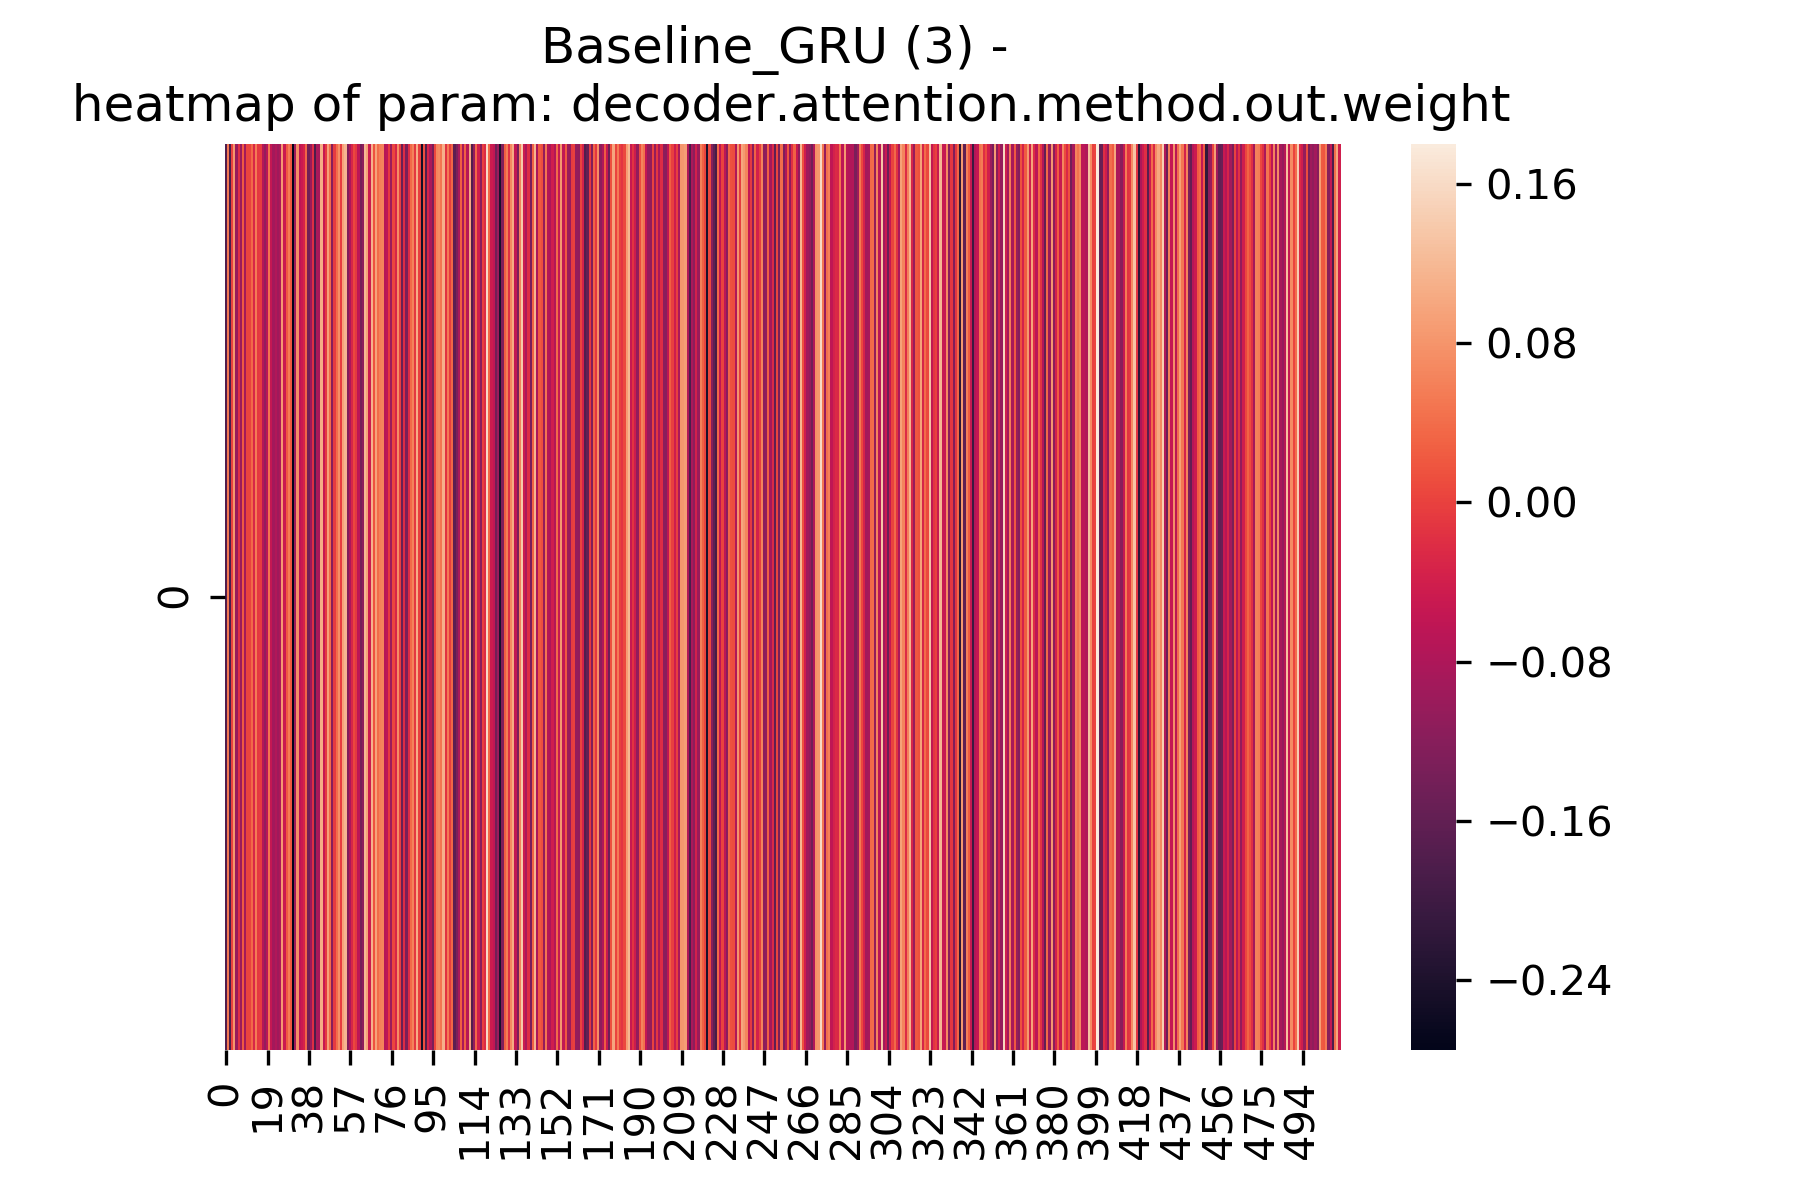 Baseline_GRU (3) -
heatmap of param: decoder.attention.method.out.weight
0.16
0.08
0.00
−0.08
−0.16
−0.24
0
0 19 38 57 76 95 114 133 152 171 190 209 228 247 266 285 304 323 342 361 380 399 418 437 456 475 494